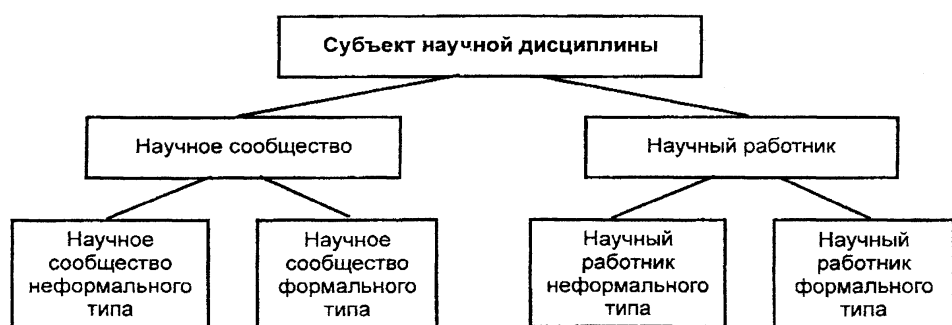 Субъект научной дисциплины
Научное сообщество
Научный работник
Научное
сообщество
неформального
типа
Научное
сообщество
формального
типа
Научный
работник
неформального
типа
Научный
работник
формального
типа